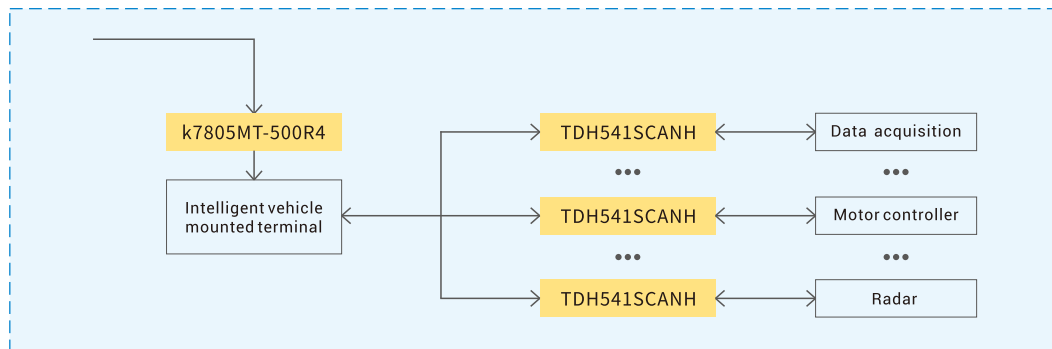 k7805MT-500R4
TDH541SCANH
Data acquisition
•••
•••
Intelligent vehicle
mounted terminal
TDH541SCANH
Motor controller
•••
•••
TDH541SCANH
Radar